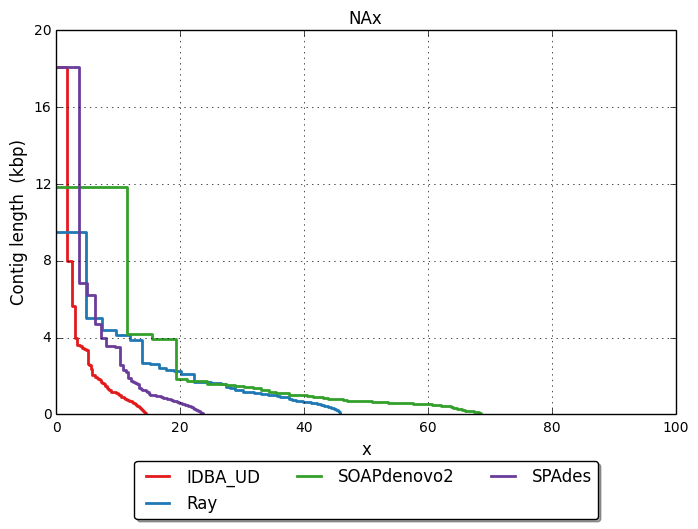 NAx
20
16
12
8
4
0
Contig length (kbp)
0 20 40 60 80 100
x
IDBA_UD SOAPdenovo2 SPAdes
Ray